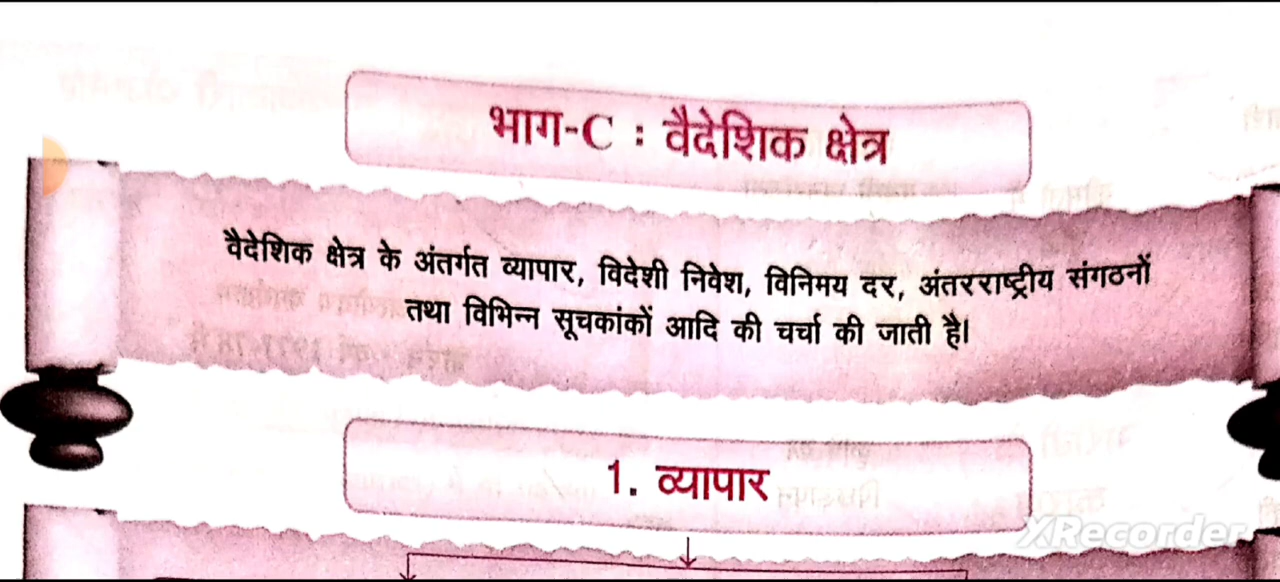 भाग-C : वैदेशिक क्षेत्र
वैदेशिक क्षेत्र के अंतर्गत व्यापार, विदेशी निवेश, विनिमय दर, अंतरराष्ट्रीय संगठनों
तथा विभिन्न सूचकांकों आदि की चर्चा की जाती है।
1. व्यापार
XRecorder